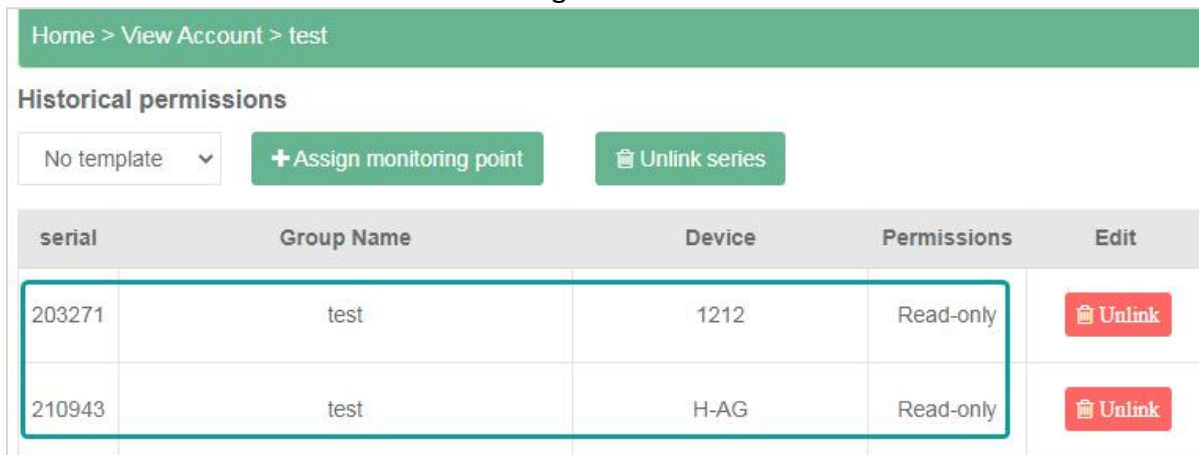 Home > View Account > test
Historical permissions
No template + Assign monitoring point Unlink series
serial Group Name Device Permissions Edit
203271 test 1212 Read-only Unlink
210943 test H-AG Read-only Unlink